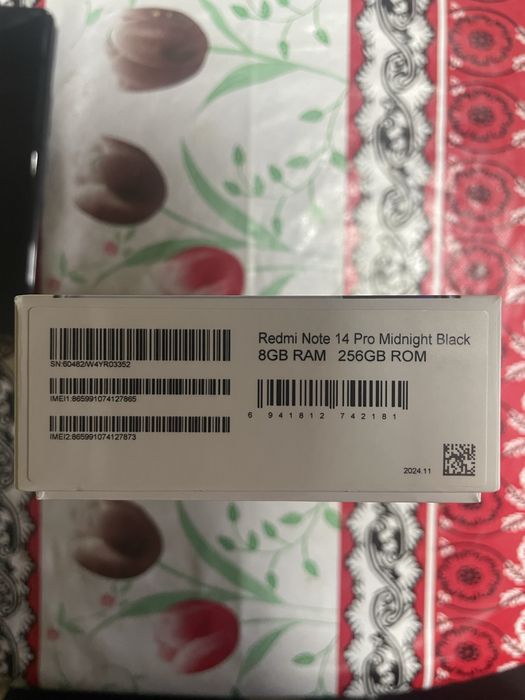 SN:60482/W4YR03352
IMEI1:865991074127865
IMEI2:865991074127873
Redmi Note 14 Pro Midnight Black
8GB RAM 256GB ROM
6 941812 742181
2024.11